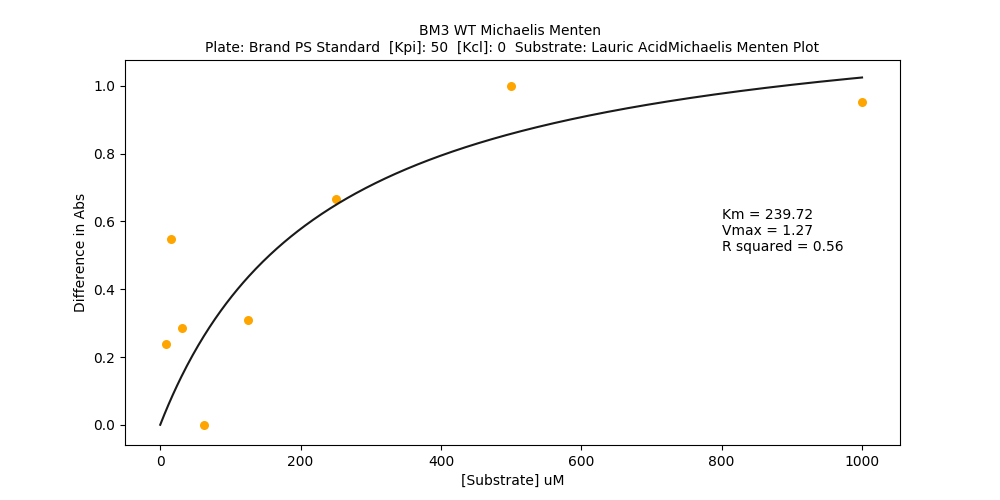 BM3 WT Michaelis Menten
Plate: Brand PS Standard  [Kpi]: 50  [Kcl]: 0  Substrate: Lauric AcidMichaelis Menten Plot
1.0
0.8
0.6
0.4
0.2
0.0
Difference in Abs
Km = 239.72
Vmax = 1.27
R squared = 0.56
0 200 400 600 800 1000
[Substrate] uM